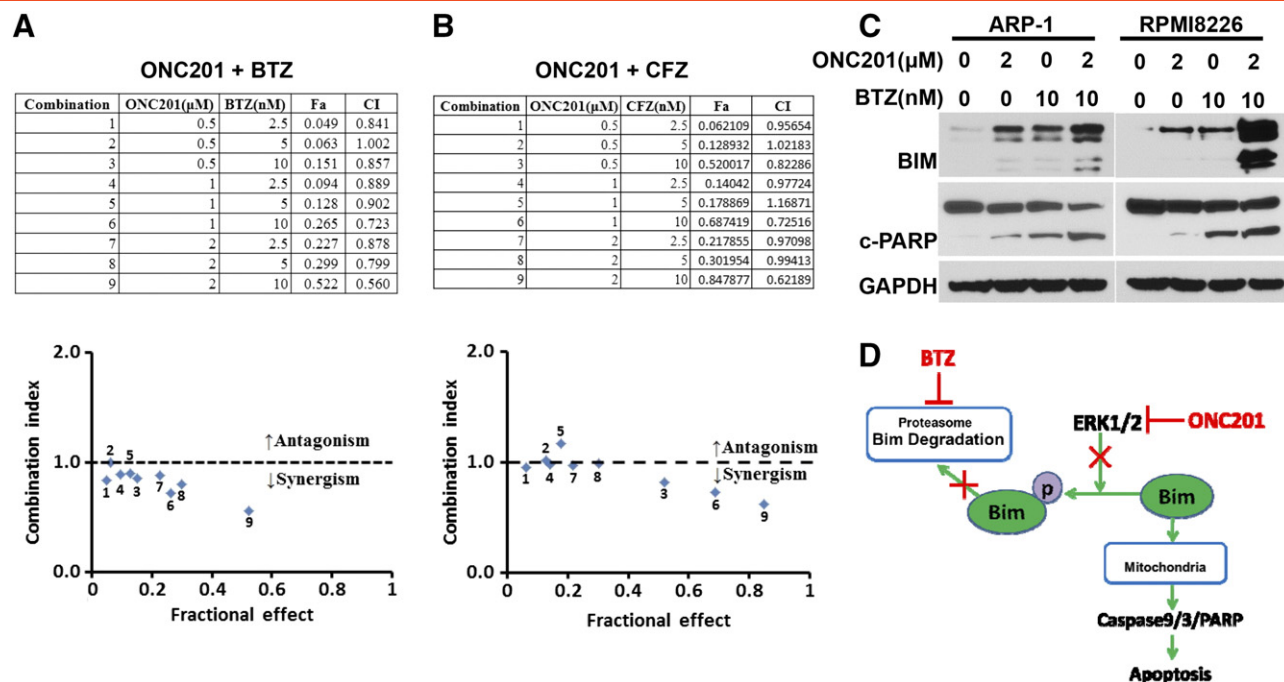 A
ONC201 + BTZ
Combination ONC201(µM) BTZ(nM) Fa CI
1 0.5 2.5 0.049 0.841
2 0.5 5 0.063 1.002
3 0.5 10 0.151 0.857
4 1 2.5 0.094 0.889
5 1 5 0.128 0.902
6 1 10 0.265 0.723
7 2 2.5 0.227 0.878
8 2 5 0.299 0.799
9 2 10 0.522 0.560
Combination index
2.0
1.0
0.0
↑Antagonism
↓Synergism
1
2
3
4
5
6
7
8
9
0 0.2 0.4 0.6 0.8 1
Fractional effect
B
ONC201 + CFZ
Combination ONC201(µM) CFZ(nM) Fa CI
1 0.5 2.5 0.062109 0.95654
2 0.5 5 0.128932 1.02183
3 0.5 10 0.520017 0.82286
4 1 2.5 0.14042 0.97724
5 1 5 0.178869 1.16871
6 1 10 0.687419 0.72516
7 2 2.5 0.217855 0.97098
8 2 5 0.301954 0.99413
9 2 10 0.847877 0.62189
Combination index
2.0
1.0
0.0
↑Antagonism
↓Synergism
1
2
3
4
5
6
7
8
9
0 0.2 0.4 0.6 0.8 1
Fractional effect
C
ARP-1 RPMI8226
ONC201(µM) 0 2 0 2 0 2 0 2
BTZ(nM) 0 0 10 10 0 0 10 10
BIM
c-PARP
GAPDH
D
BTZ
Proteasome
Bim Degradation
ERK1/2
ONC201
p
Bim
Bim
Mitochondria
Caspase9/3/PARP
Apoptosis